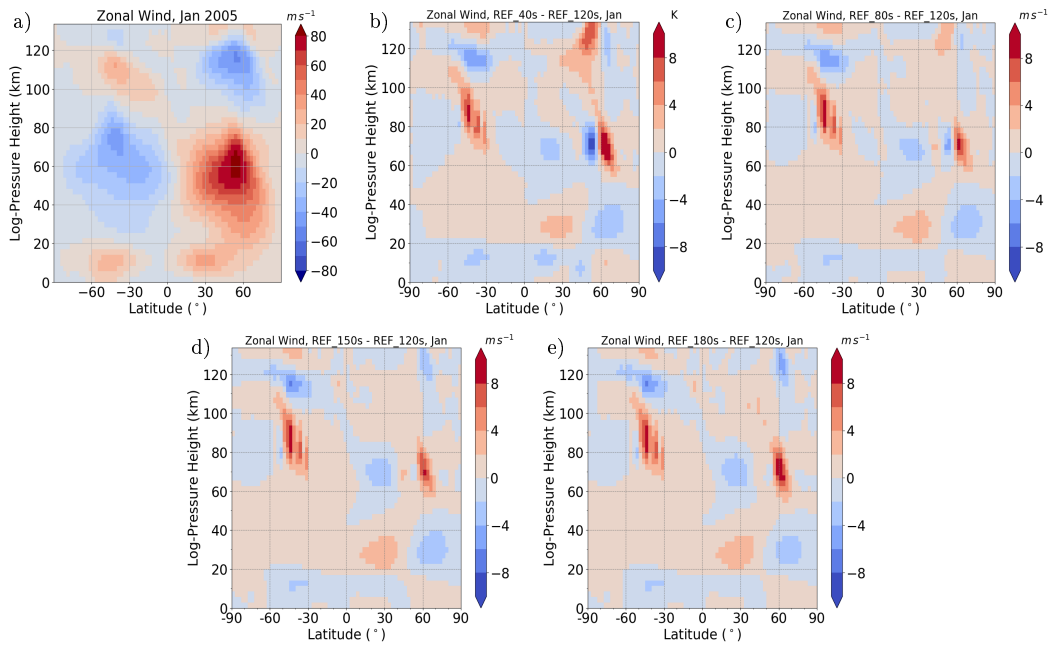 a)
Zonal Wind, Jan 2005
m s⁻¹
Log-Pressure Height (km)
120
100
80
60
40
20
0
−60 −30 0 30 60
Latitude (°)
80
60
40
20
0
−20
−40
−60
−80
b)
Zonal Wind, REF_40s - REF_120s, Jan
K
Log-Pressure Height (km)
120
100
80
60
40
20
0
-90 -60 -30 0 30 60 90
Latitude (°)
8
4
0
−4
−8
c)
Zonal Wind, REF_80s - REF_120s, Jan
m s⁻¹
Log-Pressure Height (km)
120
100
80
60
40
20
0
-90 -60 -30 0 30 60 90
Latitude (°)
8
4
0
−4
−8
d)
Zonal Wind, REF_150s - REF_120s, Jan
m s⁻¹
Log-Pressure Height (km)
120
100
80
60
40
20
0
-90 -60 -30 0 30 60 90
Latitude (°)
8
4
0
−4
−8
e)
Zonal Wind, REF_180s - REF_120s, Jan
m s⁻¹
Log-Pressure Height (km)
120
100
80
60
40
20
0
-90 -60 -30 0 30 60 90
Latitude (°)
8
4
0
−4
−8